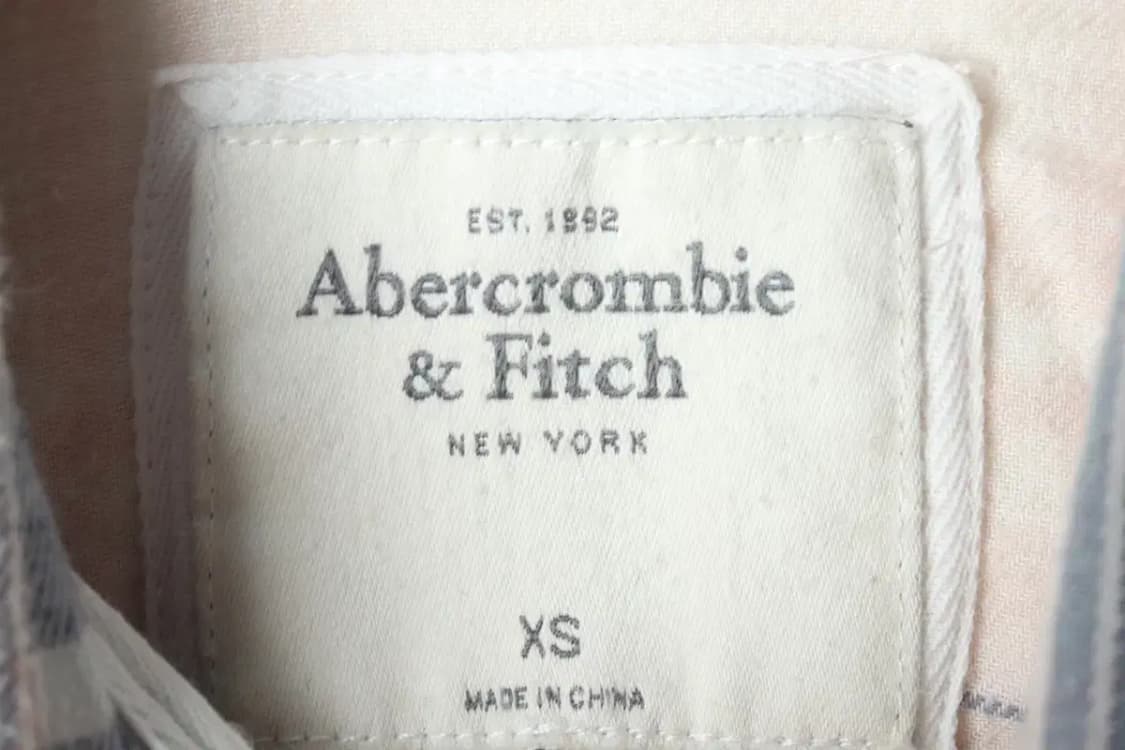 EST. 1892
Abercrombie
& Fitch
NEW YORK
XS
MADE IN CHINA